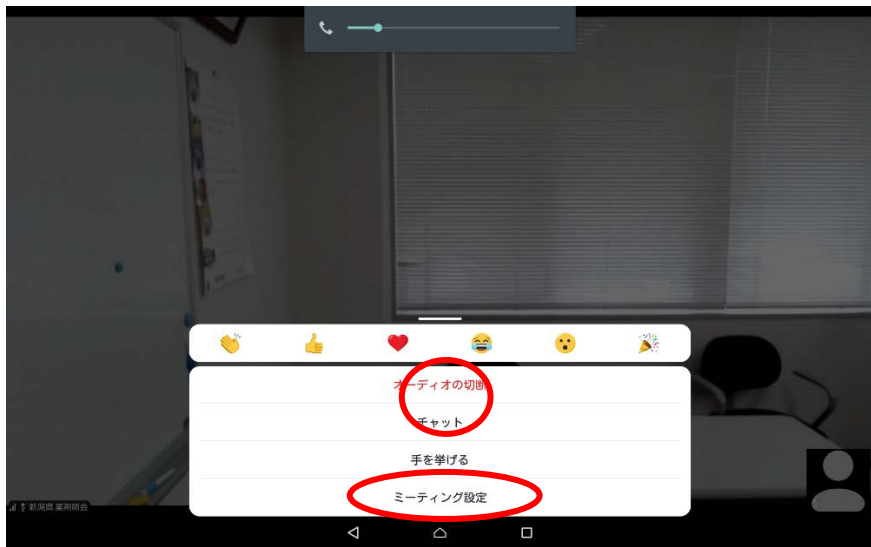 オーディオの切断
チャット
手を挙げる
ミーティング設定
新潟県 薬剤師会